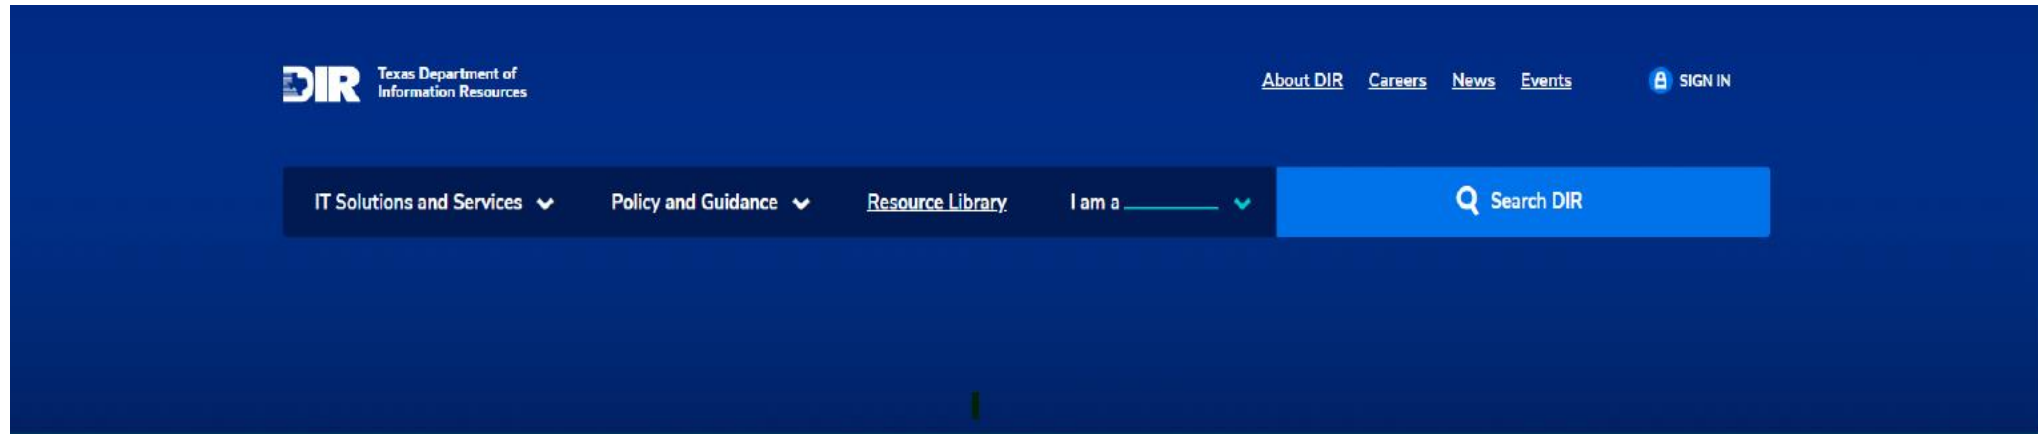 DIR Texas Department of
Information Resources
About DIR Careers News Events SIGN IN
IT Solutions and Services Policy and Guidance Resource Library I am a Search DIR